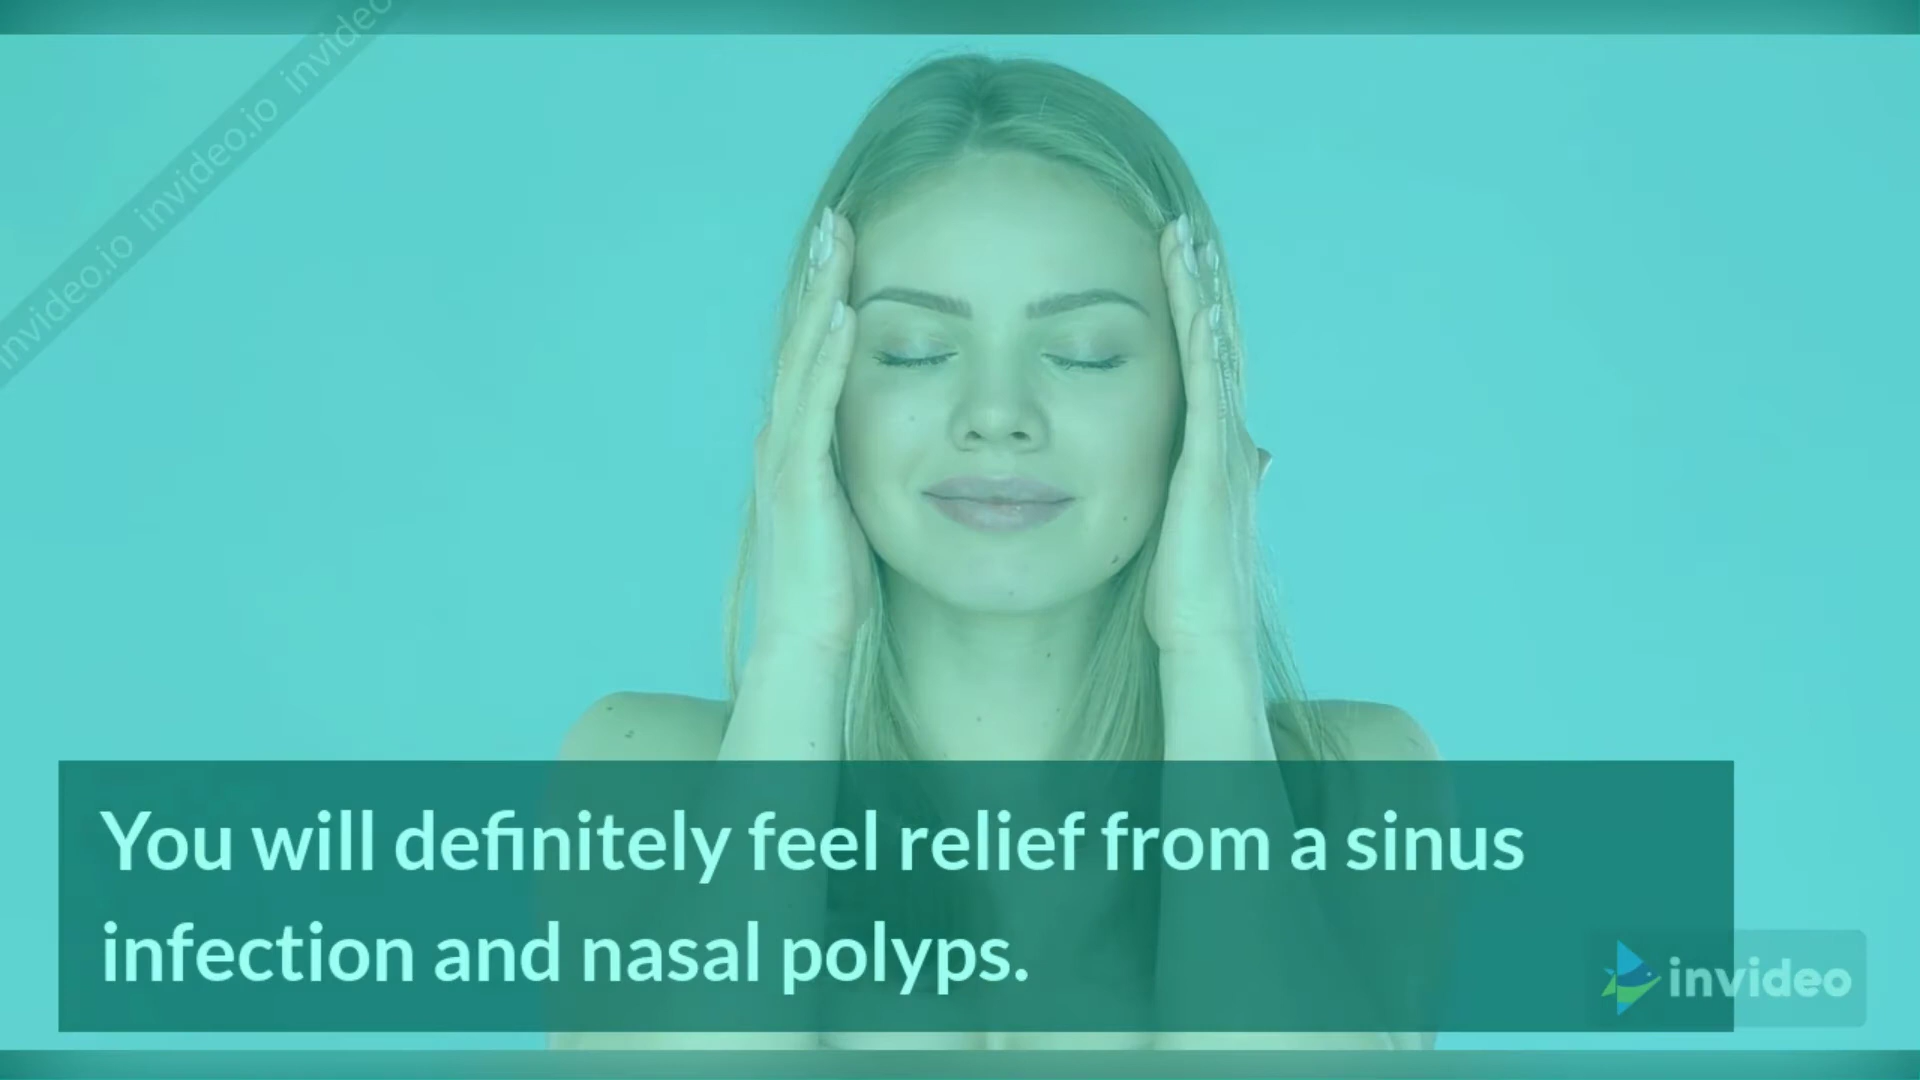 invideo.io invideo.io invideo
You will definitely feel relief from a sinus
infection and nasal polyps.
invideo